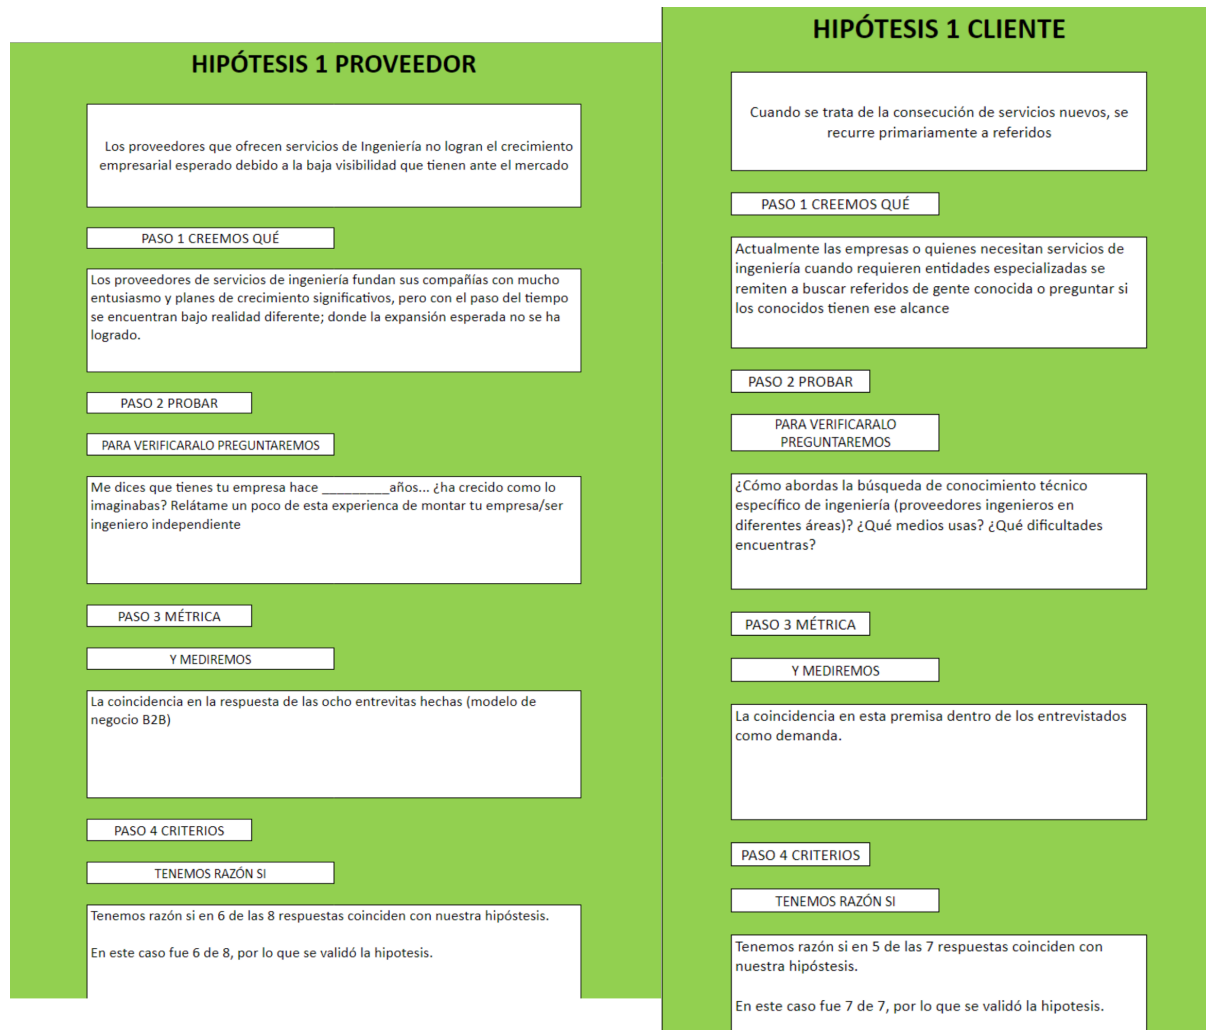 HIPÓTESIS 1 PROVEEDOR
Los proveedores que ofrecen servicios de Ingeniería no logran el crecimiento
empresarial esperado debido a la baja visibilidad que tienen ante el mercado
PASO 1 CREEMOS QUÉ
Los proveedores de servicios de ingeniería fundan sus compañías con mucho
entusiasmo y planes de crecimiento significativos, pero con el paso del tiempo
se encuentran bajo realidad diferente; donde la expansión esperada no se ha
logrado.
PASO 2 PROBAR
PARA VERIFICARALO PREGUNTAREMOS
Me dices que tienes tu empresa hace _________años... ¿ha crecido como lo
imaginabas? Relátame un poco de esta experienca de montar tu empresa/ser
ingeniero independiente
PASO 3 MÉTRICA
Y MEDIREMOS
La coincidencia en la respuesta de las ocho entrevitas hechas (modelo de
negocio B2B)
PASO 4 CRITERIOS
TENEMOS RAZÓN SI
Tenemos razón si en 6 de las 8 respuestas coinciden con nuestra hipóstesis.
En este caso fue 6 de 8, por lo que se validó la hipotesis.
HIPÓTESIS 1 CLIENTE
Cuando se trata de la consecución de servicios nuevos, se
recurre primariamente a referidos
PASO 1 CREEMOS QUÉ
Actualmente las empresas o quienes necesitan servicios de
ingeniería cuando requieren entidades especializadas se
remiten a buscar referidos de gente conocida o preguntar si
los conocidos tienen ese alcance
PASO 2 PROBAR
PARA VERIFICARALO
PREGUNTAREMOS
¿Cómo abordas la búsqueda de conocimiento técnico
específico de ingeniería (proveedores ingenieros en
diferentes áreas)? ¿Qué medios usas? ¿Qué dificultades
encuentras?
PASO 3 MÉTRICA
Y MEDIREMOS
La coincidencia en esta premisa dentro de los entrevistados
como demanda.
PASO 4 CRITERIOS
TENEMOS RAZÓN SI
Tenemos razón si en 5 de las 7 respuestas coinciden con
nuestra hipóstesis.
En este caso fue 7 de 7, por lo que se validó la hipotesis.